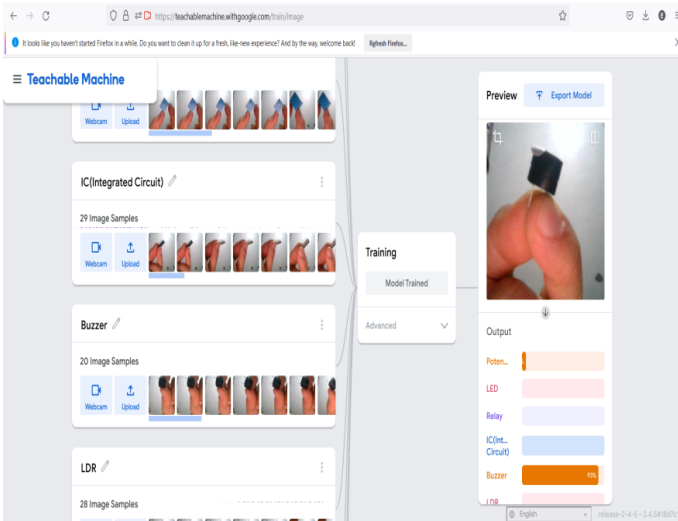 https://teachablemachine.withgoogle.com/train/image
It looks like you haven't started Firefox in a while. Do you want to clean it up for a fresh, like-new experience? And by the way, welcome back!
Refresh Firefox...
Teachable Machine
Webcam
Upload
IC(Integrated Circuit)
29 Image Samples
Webcam
Upload
Buzzer
20 Image Samples
Webcam
Upload
LDR
28 Image Samples
Training
Model Trained
Advanced
Preview
Export Model
Output
Poten...
LED
Relay
IC(Int...
Circuit)
Buzzer
93%
LDR
English